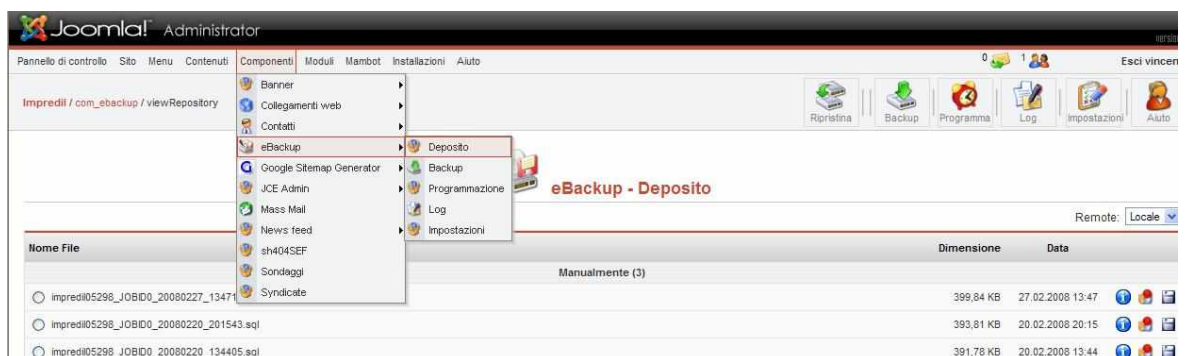 Joomla! Administrator
Pannello di controllo Sito Menu Contenuti Componenti Moduli Mambot Installazioni Aiuto 0 1 Esci vincen
Impredil / com_ebackup / viewRepository
Ripristina Backup Programma Log Impostazioni Aiuto
Banner
Collegamenti web
Contatti
eBackup
Google Sitemap Generator
JCE Admin
Mass Mail
News feed
sh404SEF
Sondaggi
Syndicate
Deposito
Backup
Programmazione
Log
Impostazioni
eBackup - Deposito
Remote: Locale
Nome File Dimensione Data
Manualmente (3)
impredil05298_JOBID0_20080227_13471 399,84 KB 27.02.2008 13:47
impredil05298_JOBID0_20080220_201543.sql 393,81 KB 20.02.2008 20:15
impredil05298_JOBID0_20080220_134405.sql 391,78 KB 20.02.2008 13:44